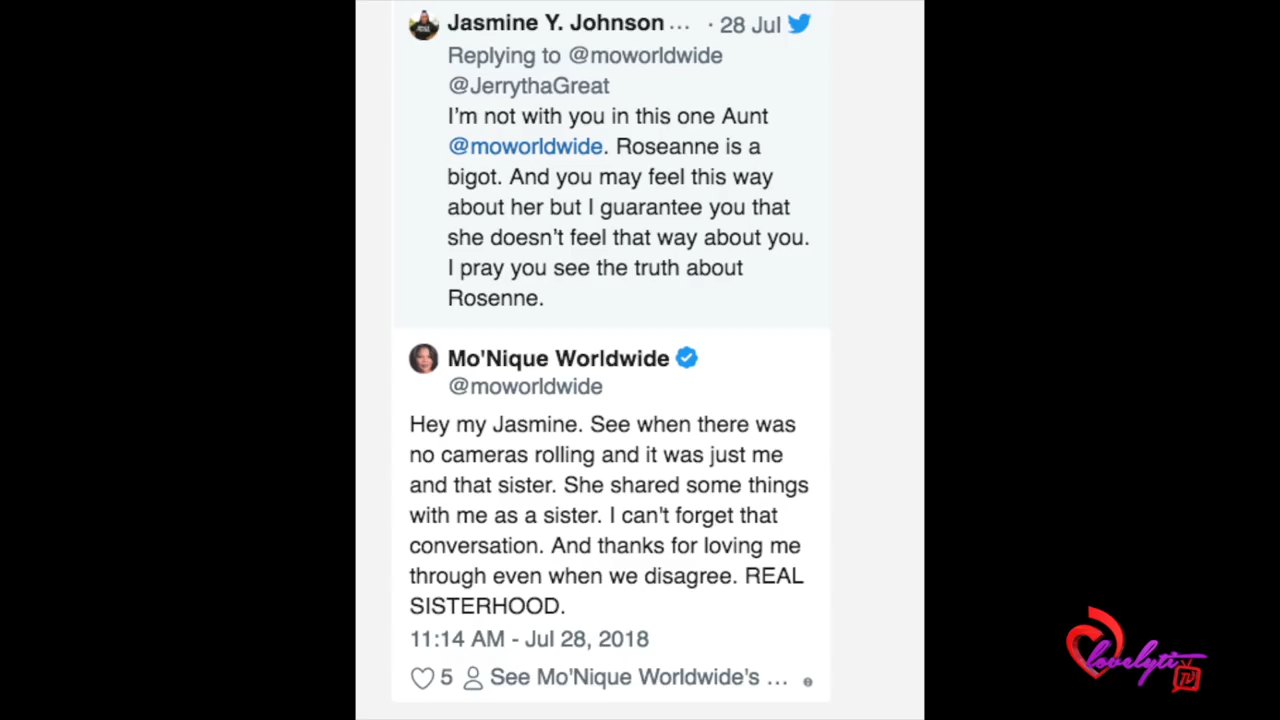 Jasmine Y. Johnson ... · 28 Jul
Replying to @moworldwide
@JerrythaGreat
I'm not with you in this one Aunt
@moworldwide. Roseanne is a
bigot. And you may feel this way
about her but I guarantee you that
she doesn't feel that way about you.
I pray you see the truth about
Rosenne.
Mo'Nique Worldwide
@moworldwide
Hey my Jasmine. See when there was
no cameras rolling and it was just me
and that sister. She shared some things
with me as a sister. I can't forget that
conversation. And thanks for loving me
through even when we disagree. REAL
SISTERHOOD.
11:14 AM - Jul 28, 2018
5 See Mo'Nique Worldwide's ...
lovelyti
TV